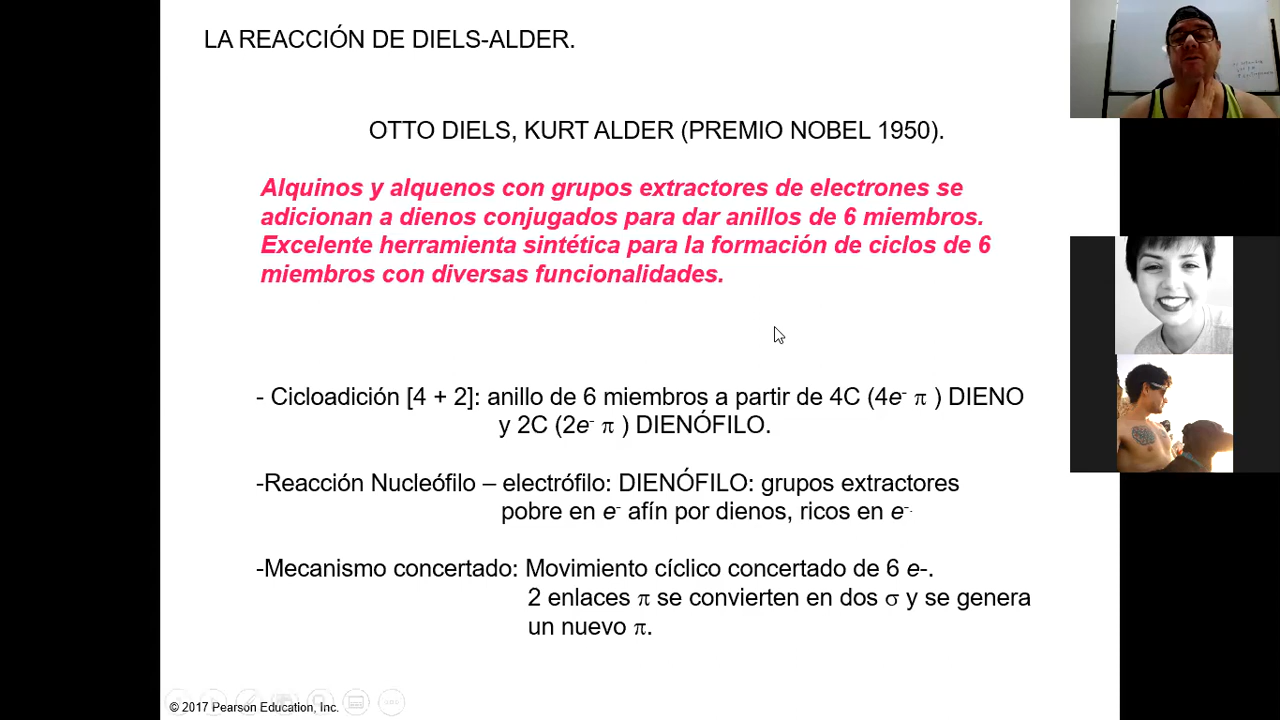 LA REACCIÓN DE DIELS-ALDER.
OTTO DIELS, KURT ALDER (PREMIO NOBEL 1950).
Alquinos y alquenos con grupos extractores de electrones se
adicionan a dienos conjugados para dar anillos de 6 miembros.
Excelente herramienta sintética para la formación de ciclos de 6
miembros con diversas funcionalidades.
- Cicloadición [4 + 2]: anillo de 6 miembros a partir de 4C (4e- π ) DIENO
y 2C (2e- π ) DIENÓFILO.
-Reacción Nucleófilo – electrófilo: DIENÓFILO: grupos extractores
pobre en e- afín por dienos, ricos en e-.
-Mecanismo concertado: Movimiento cíclico concertado de 6 e-.
2 enlaces π se convierten en dos σ y se genera
un nuevo π.
© 2017 Pearson Education, Inc.